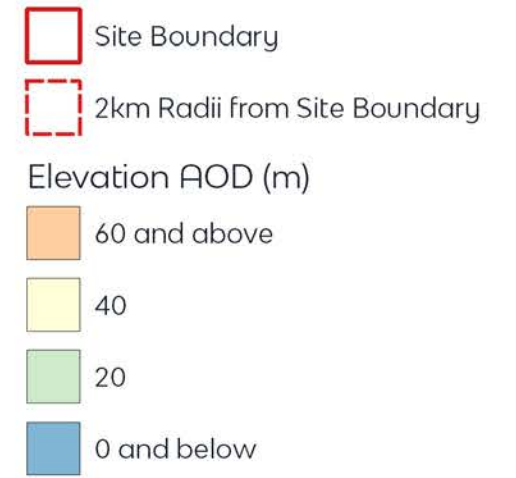 Site Boundary
2km Radii from Site Boundary
Elevation AOD (m)
60 and above
40
20
0 and below